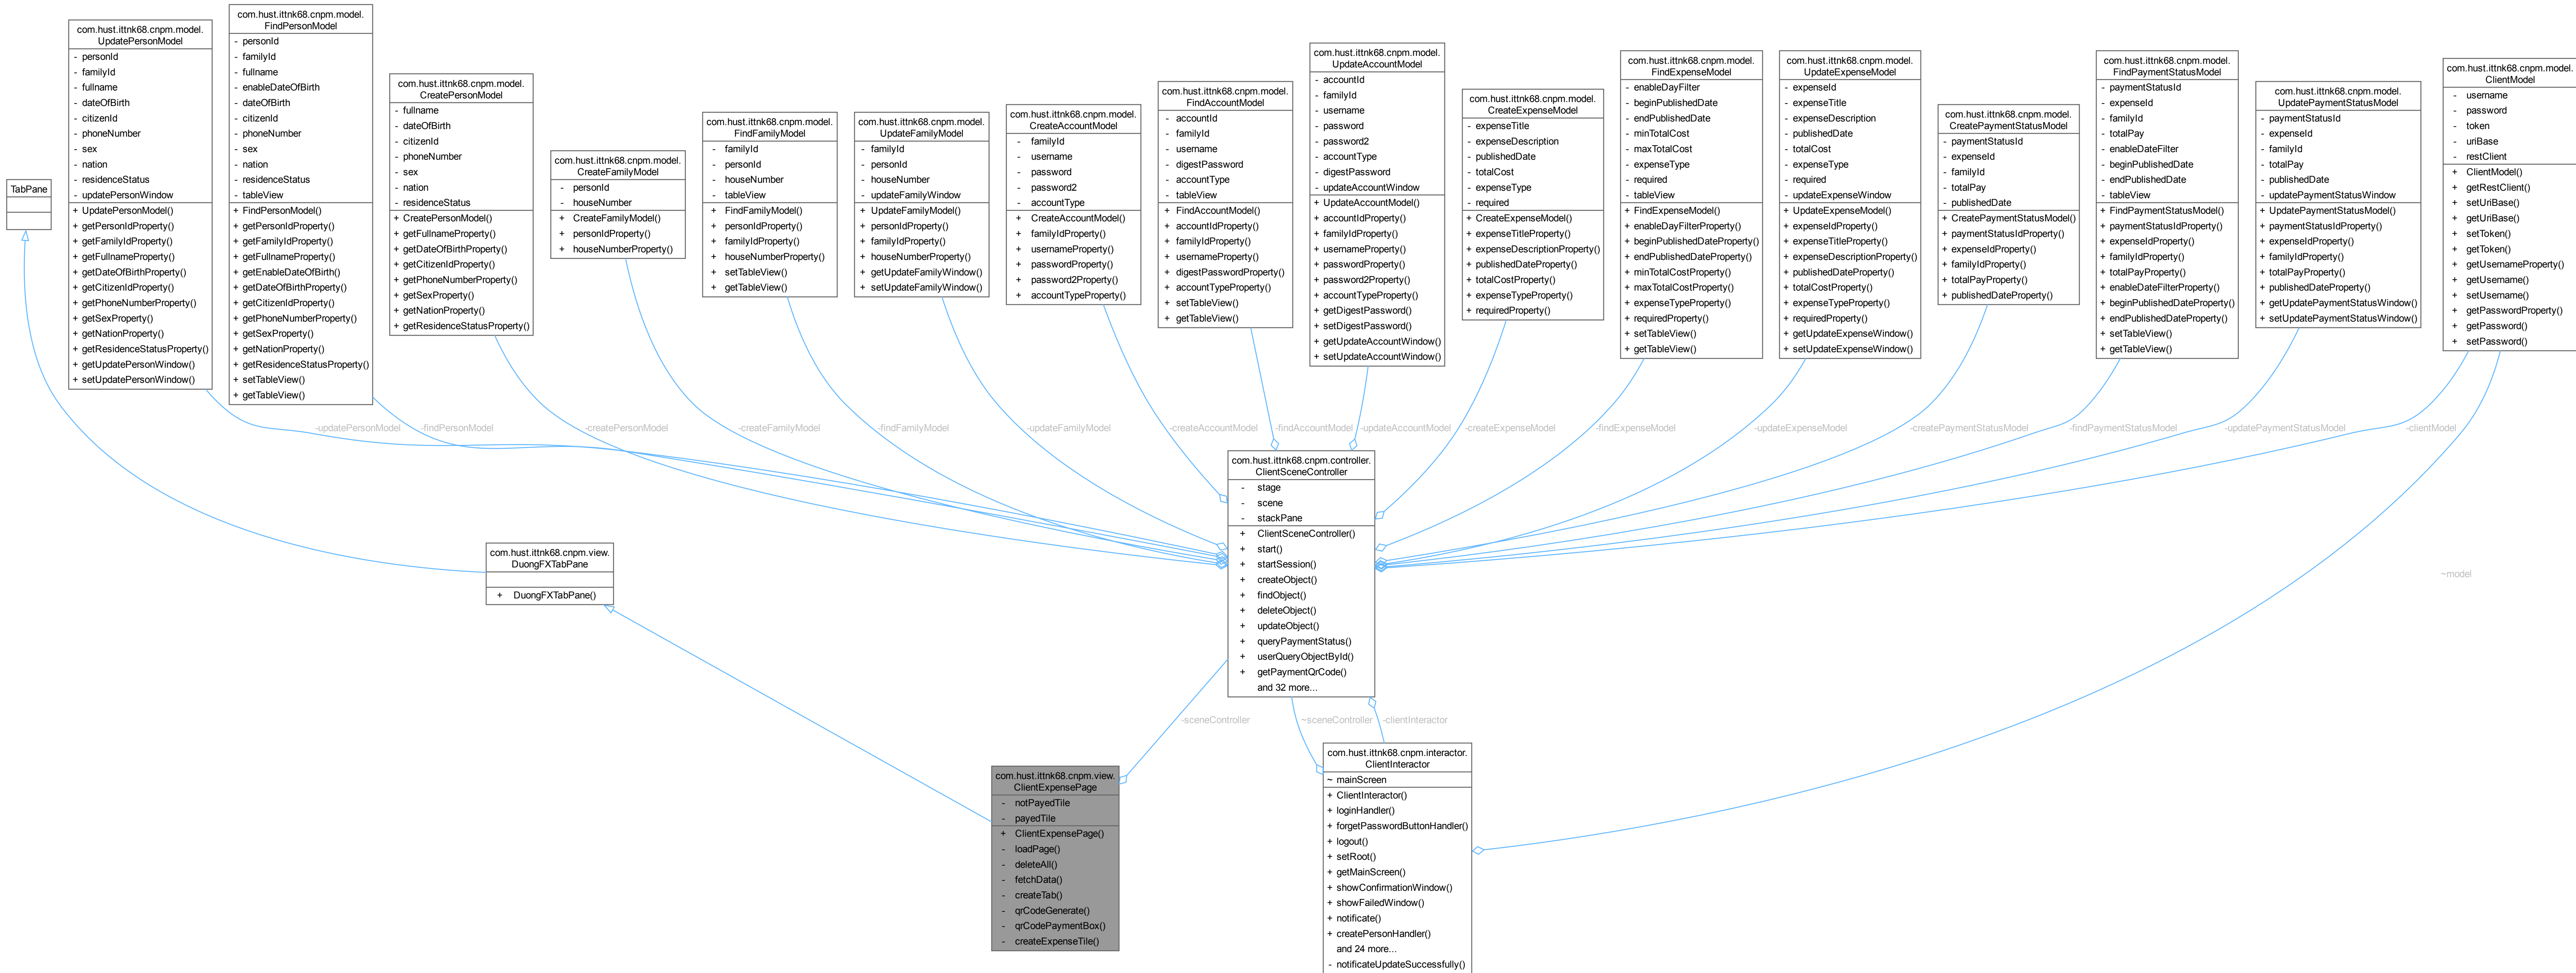 TabPane
com.hust.ittnk68.cnpm.model.
UpdatePersonModel
- personId
- familyId
- fullname
- dateOfBirth
- citizenId
- phoneNumber
- sex
- nation
- residenceStatus
- updatePersonWindow
+ UpdatePersonModel()
+ getPersonIdProperty()
+ getFamilyIdProperty()
+ getFullnameProperty()
+ getDateOfBirthProperty()
+ getCitizenIdProperty()
+ getPhoneNumberProperty()
+ getSexProperty()
+ getNationProperty()
+ getResidenceStatusProperty()
+ getUpdatePersonWindow()
+ setUpdatePersonWindow()
com.hust.ittnk68.cnpm.model.
FindPersonModel
- personId
- familyId
- fullname
- enableDateOfBirth
- dateOfBirth
- citizenId
- phoneNumber
- sex
- nation
- residenceStatus
- tableView
+ FindPersonModel()
+ getPersonIdProperty()
+ getFamilyIdProperty()
+ getFullnameProperty()
+ getEnableDateOfBirth()
+ getDateOfBirthProperty()
+ getCitizenIdProperty()
+ getPhoneNumberProperty()
+ getSexProperty()
+ getNationProperty()
+ getResidenceStatusProperty()
+ setTableView()
+ getTableView()
com.hust.ittnk68.cnpm.model.
CreatePersonModel
- fullname
- dateOfBirth
- citizenId
- phoneNumber
- sex
- nation
- residenceStatus
+ CreatePersonModel()
+ getFullnameProperty()
+ getDateOfBirthProperty()
+ getCitizenIdProperty()
+ getPhoneNumberProperty()
+ getSexProperty()
+ getNationProperty()
+ getResidenceStatusProperty()
com.hust.ittnk68.cnpm.model.
CreateFamilyModel
- personId
- houseNumber
+ CreateFamilyModel()
+ personIdProperty()
+ houseNumberProperty()
com.hust.ittnk68.cnpm.model.
FindFamilyModel
- familyId
- personId
- houseNumber
- tableView
+ FindFamilyModel()
+ personIdProperty()
+ familyIdProperty()
+ houseNumberProperty()
+ setTableView()
+ getTableView()
com.hust.ittnk68.cnpm.model.
UpdateFamilyModel
- familyId
- personId
- houseNumber
- updateFamilyWindow
+ UpdateFamilyModel()
+ personIdProperty()
+ familyIdProperty()
+ houseNumberProperty()
+ getUpdateFamilyWindow()
+ setUpdateFamilyWindow()
com.hust.ittnk68.cnpm.model.
CreateAccountModel
- familyId
- username
- password
- password2
- accountType
+ CreateAccountModel()
+ familyIdProperty()
+ usernameProperty()
+ passwordProperty()
+ password2Property()
+ accountTypeProperty()
com.hust.ittnk68.cnpm.model.
FindAccountModel
- accountId
- familyId
- username
- digestPassword
- accountType
- tableView
+ FindAccountModel()
+ accountIdProperty()
+ familyIdProperty()
+ usernameProperty()
+ digestPasswordProperty()
+ accountTypeProperty()
+ setTableView()
+ getTableView()
com.hust.ittnk68.cnpm.model.
UpdateAccountModel
- accountId
- familyId
- username
- password
- password2
- accountType
- digestPassword
- updateAccountWindow
+ UpdateAccountModel()
+ accountIdProperty()
+ familyIdProperty()
+ usernameProperty()
+ passwordProperty()
+ password2Property()
+ accountTypeProperty()
+ getDigestPassword()
+ setDigestPassword()
+ getUpdateAccountWindow()
+ setUpdateAccountWindow()
com.hust.ittnk68.cnpm.model.
CreateExpenseModel
- expenseTitle
- expenseDescription
- publishedDate
- totalCost
- expenseType
- required
+ CreateExpenseModel()
+ expenseTitleProperty()
+ expenseDescriptionProperty()
+ publishedDateProperty()
+ totalCostProperty()
+ expenseTypeProperty()
+ requiredProperty()
com.hust.ittnk68.cnpm.model.
FindExpenseModel
- enableDayFilter
- beginPublishedDate
- endPublishedDate
- minTotalCost
- maxTotalCost
- expenseType
- required
- tableView
+ FindExpenseModel()
+ enableDayFilterProperty()
+ beginPublishedDateProperty()
+ endPublishedDateProperty()
+ minTotalCostProperty()
+ maxTotalCostProperty()
+ expenseTypeProperty()
+ requiredProperty()
+ setTableView()
+ getTableView()
com.hust.ittnk68.cnpm.model.
UpdateExpenseModel
- expenseId
- expenseTitle
- expenseDescription
- publishedDate
- totalCost
- expenseType
- required
- updateExpenseWindow
+ UpdateExpenseModel()
+ expenseIdProperty()
+ expenseTitleProperty()
+ expenseDescriptionProperty()
+ publishedDateProperty()
+ totalCostProperty()
+ expenseTypeProperty()
+ requiredProperty()
+ getUpdateExpenseWindow()
+ setUpdateExpenseWindow()
com.hust.ittnk68.cnpm.model.
CreatePaymentStatusModel
- paymentStatusId
- expenseId
- familyId
- totalPay
- publishedDate
+ CreatePaymentStatusModel()
+ paymentStatusIdProperty()
+ expenseIdProperty()
+ familyIdProperty()
+ totalPayProperty()
+ publishedDateProperty()
com.hust.ittnk68.cnpm.model.
FindPaymentStatusModel
- paymentStatusId
- expenseId
- familyId
- totalPay
- enableDateFilter
- beginPublishedDate
- endPublishedDate
- tableView
+ FindPaymentStatusModel()
+ paymentStatusIdProperty()
+ expenseIdProperty()
+ familyIdProperty()
+ totalPayProperty()
+ enableDateFilterProperty()
+ beginPublishedDateProperty()
+ endPublishedDateProperty()
+ setTableView()
+ getTableView()
com.hust.ittnk68.cnpm.model.
UpdatePaymentStatusModel
- paymentStatusId
- expenseId
- familyId
- totalPay
- publishedDate
- updatePaymentStatusWindow
+ UpdatePaymentStatusModel()
+ paymentStatusIdProperty()
+ expenseIdProperty()
+ familyIdProperty()
+ totalPayProperty()
+ publishedDateProperty()
+ getUpdatePaymentStatusWindow()
+ setUpdatePaymentStatusWindow()
com.hust.ittnk68.cnpm.model.
ClientModel
- username
- password
- token
- uriBase
- restClient
+ ClientModel()
+ getRestClient()
+ setUriBase()
+ getUriBase()
+ setToken()
+ getToken()
+ getUsernameProperty()
+ getUsername()
+ setUsername()
+ getPasswordProperty()
+ getPassword()
+ setPassword()
-updatePersonModel
-findPersonModel
-createPersonModel
-createFamilyModel
-findFamilyModel
-updateFamilyModel
-createAccountModel
-findAccountModel
-updateAccountModel
-createExpenseModel
-findExpenseModel
-updateExpenseModel
-createPaymentStatusModel
-findPaymentStatusModel
-updatePaymentStatusModel
-clientModel
com.hust.ittnk68.cnpm.controller.
ClientSceneController
- stage
- scene
- stackPane
+ ClientSceneController()
+ start()
+ startSession()
+ createObject()
+ findObject()
+ deleteObject()
+ updateObject()
+ queryPaymentStatus()
+ userQueryObjectById()
+ getPaymentQrCode()
and 32 more...
com.hust.ittnk68.cnpm.view.
DuongFXTabPane
+ DuongFXTabPane()
~model
-sceneController
~sceneController
-clientInteractor
com.hust.ittnk68.cnpm.view.
ClientExpensePage
- notPayedTile
- payedTile
+ ClientExpensePage()
- loadPage()
- deleteAll()
- fetchData()
- createTab()
- qrCodeGenerate()
- qrCodePaymentBox()
- createExpenseTile()
com.hust.ittnk68.cnpm.interactor.
ClientInteractor
~ mainScreen
+ ClientInteractor()
+ loginHandler()
+ forgetPasswordButtonHandler()
+ logout()
+ setRoot()
+ getMainScreen()
+ showConfirmationWindow()
+ showFailedWindow()
+ notificate()
+ createPersonHandler()
and 24 more...
- notificateUpdateSuccessfully()